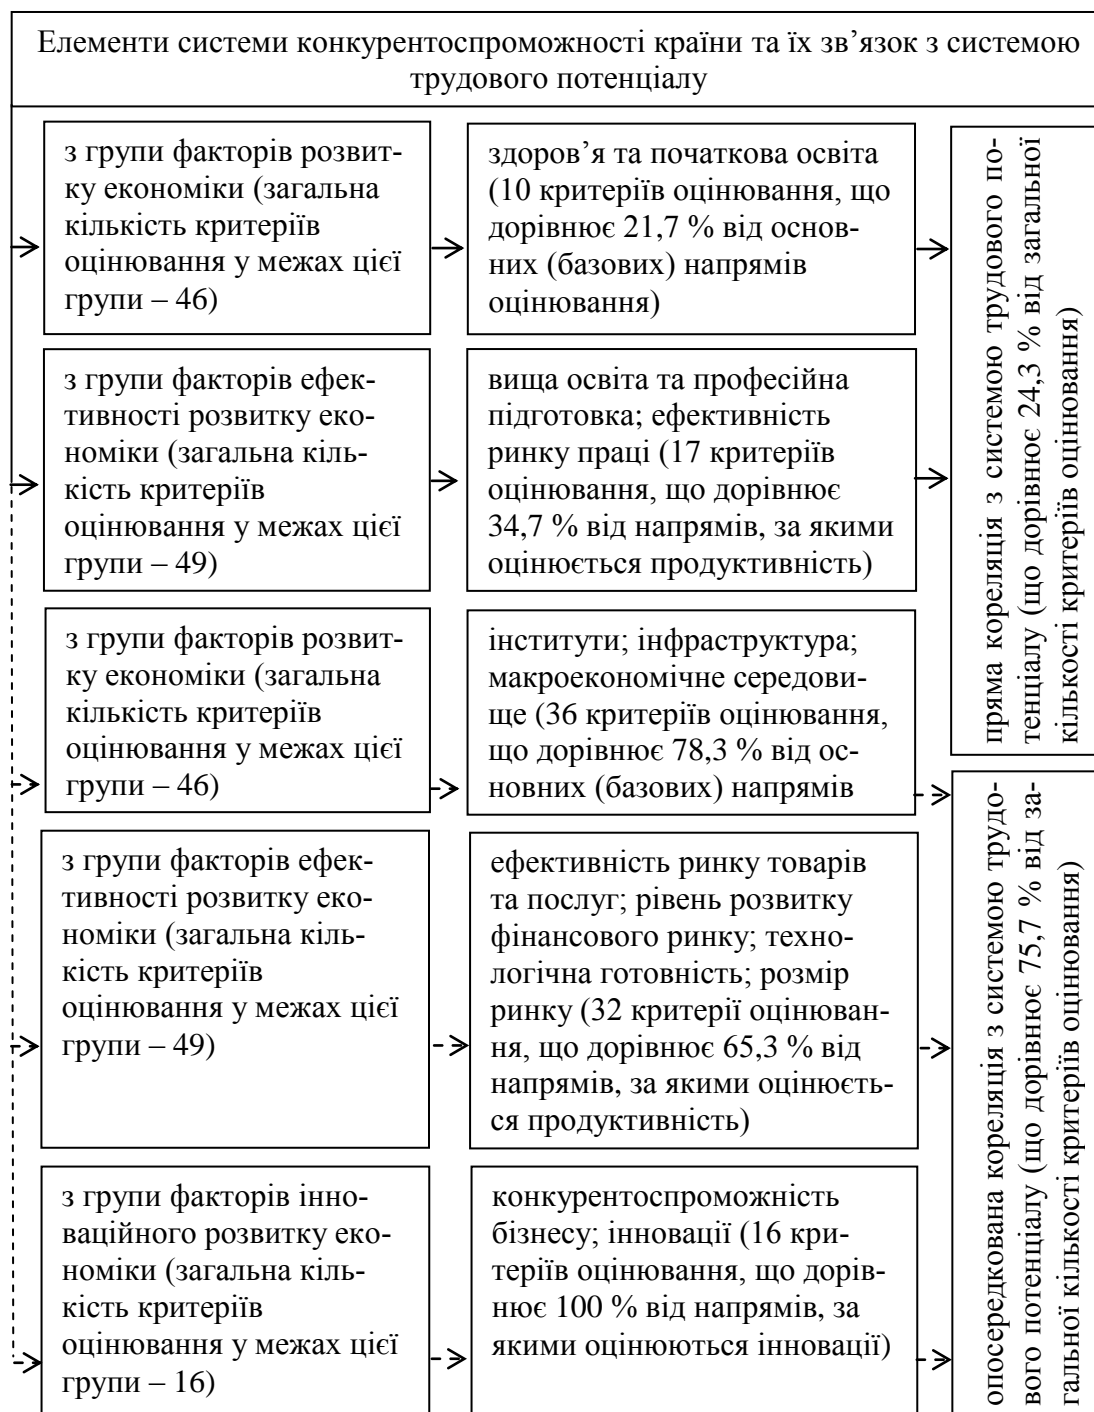 Елементи системи конкурентоспроможності країни та їх зв’язок з системою
трудового потенціалу
з групи факторів розвит-
ку економіки (загальна
кількість критеріїв
оцінювання у межах цієї
групи – 46)
здоров’я та початкова освіта
(10 критеріїв оцінювання, що
дорівнює 21,7 % від основ-
них (базових) напрямів
оцінювання)
з групи факторів ефек-
тивності розвитку еко-
номіки (загальна кіль-
кість критеріїв
оцінювання у межах цієї
групи – 49)
вища освіта та професійна
підготовка; ефективність
ринку праці (17 критеріїв
оцінювання, що дорівнює
34,7 % від напрямів, за якими
оцінюється продуктивність)
пряма кореляція з системою трудового по-
тенціалу (що дорівнює 24,3 % від загальної
кількості критеріїв оцінювання)
з групи факторів розвит-
ку економіки (загальна
кількість критеріїв
оцінювання у межах цієї
групи – 46)
інститути; інфраструктура;
макроекономічне середови-
ще (36 критеріїв оцінювання,
що дорівнює 78,3 % від ос-
новних (базових) напрямів
з групи факторів ефек-
тивності розвитку еко-
номіки (загальна кіль-
кість критеріїв
оцінювання у межах цієї
групи – 49)
ефективність ринку товарів
та послуг; рівень розвитку
фінансового ринку; техно-
логічна готовність; розмір
ринку (32 критерії оцінюван-
ня, що дорівнює 65,3 % від
напрямів, за якими оцінюєть-
ся продуктивність)
з групи факторів інно-
ваційного розвитку еко-
номіки (загальна кіль-
кість критеріїв
оцінювання у межах цієї
групи – 16)
конкурентоспроможність
бізнесу; інновації (16 кри-
теріїв оцінювання, що дорів-
нює 100 % від напрямів, за
якими оцінюються інновації)
опосередкована кореляція з системою трудо-
вого потенціалу (що дорівнює 75,7 % від за-
гальної кількості критеріїв оцінювання)